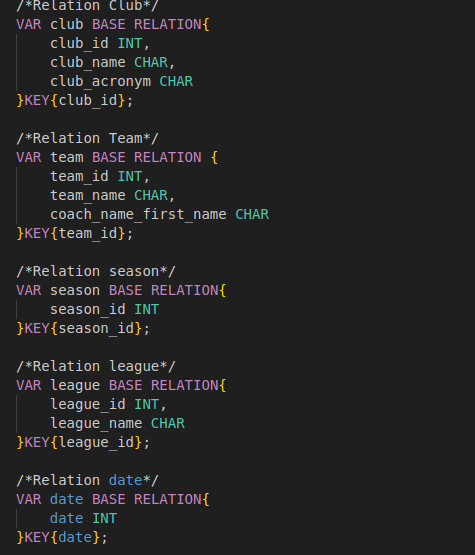 /*Relation Club*/
VAR club BASE RELATION{
    club_id INT,
    club_name CHAR,
    club_acronym CHAR
}KEY{club_id};

/*Relation Team*/
VAR team BASE RELATION {
    team_id INT,
    team_name CHAR,
    coach_name_first_name CHAR
}KEY{team_id};

/*Relation season*/
VAR season BASE RELATION{
    season_id INT
}KEY{season_id};

/*Relation league*/
VAR league BASE RELATION{
    league_id INT,
    league_name CHAR
}KEY{league_id};

/*Relation date*/
VAR date BASE RELATION{
    date INT
}KEY{date};